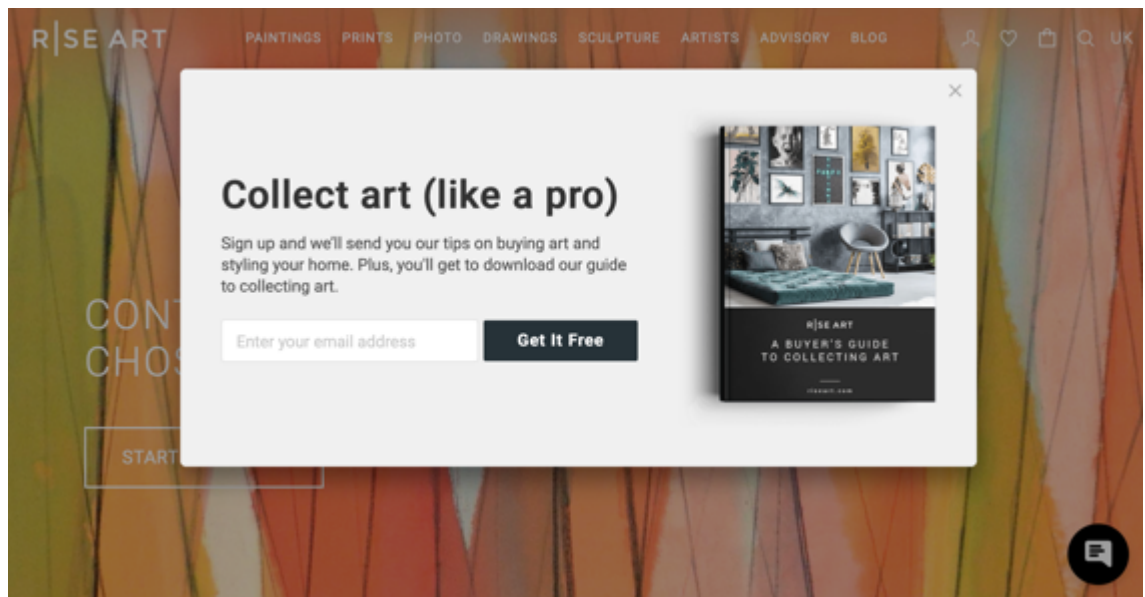 R|SE ART
PAINTINGS PRINTS PHOTO DRAWINGS SCULPTURE ARTISTS ADVISORY BLOG
UK
Collect art (like a pro)
Sign up and we'll send you our tips on buying art and
styling your home. Plus, you'll get to download our guide
to collecting art.
Enter your email address
Get It Free
R|SE ART
A BUYER'S GUIDE
TO COLLECTING ART
riseart.com
CONT
CHOS
START